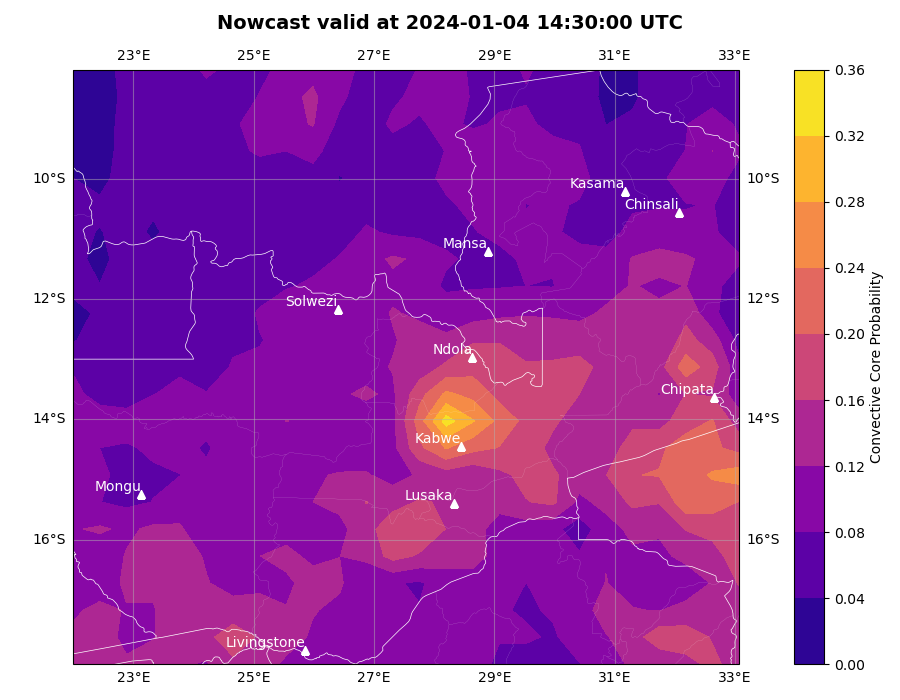 Nowcast valid at 2024-01-04 14:30:00 UTC
23°E 25°E 27°E 29°E 31°E 33°E
0.36
0.32
0.28
0.24
0.20
0.16
0.12
0.08
0.04
0.00
Convective Core Probability
10°S 10°S
12°S 12°S
14°S 14°S
16°S 16°S
Kasama
Chinsali
Mansa
Solwezi
Ndola
Chipata
Kabwe
Mongu
Lusaka
Livingstone
23°E 25°E 27°E 29°E 31°E 33°E